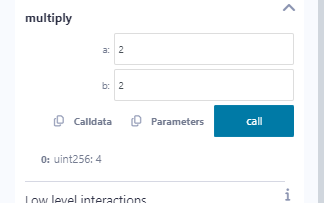 multiply
a: 2
b: 2
Calldata Parameters call
0: uint256: 4
Low level interactions i